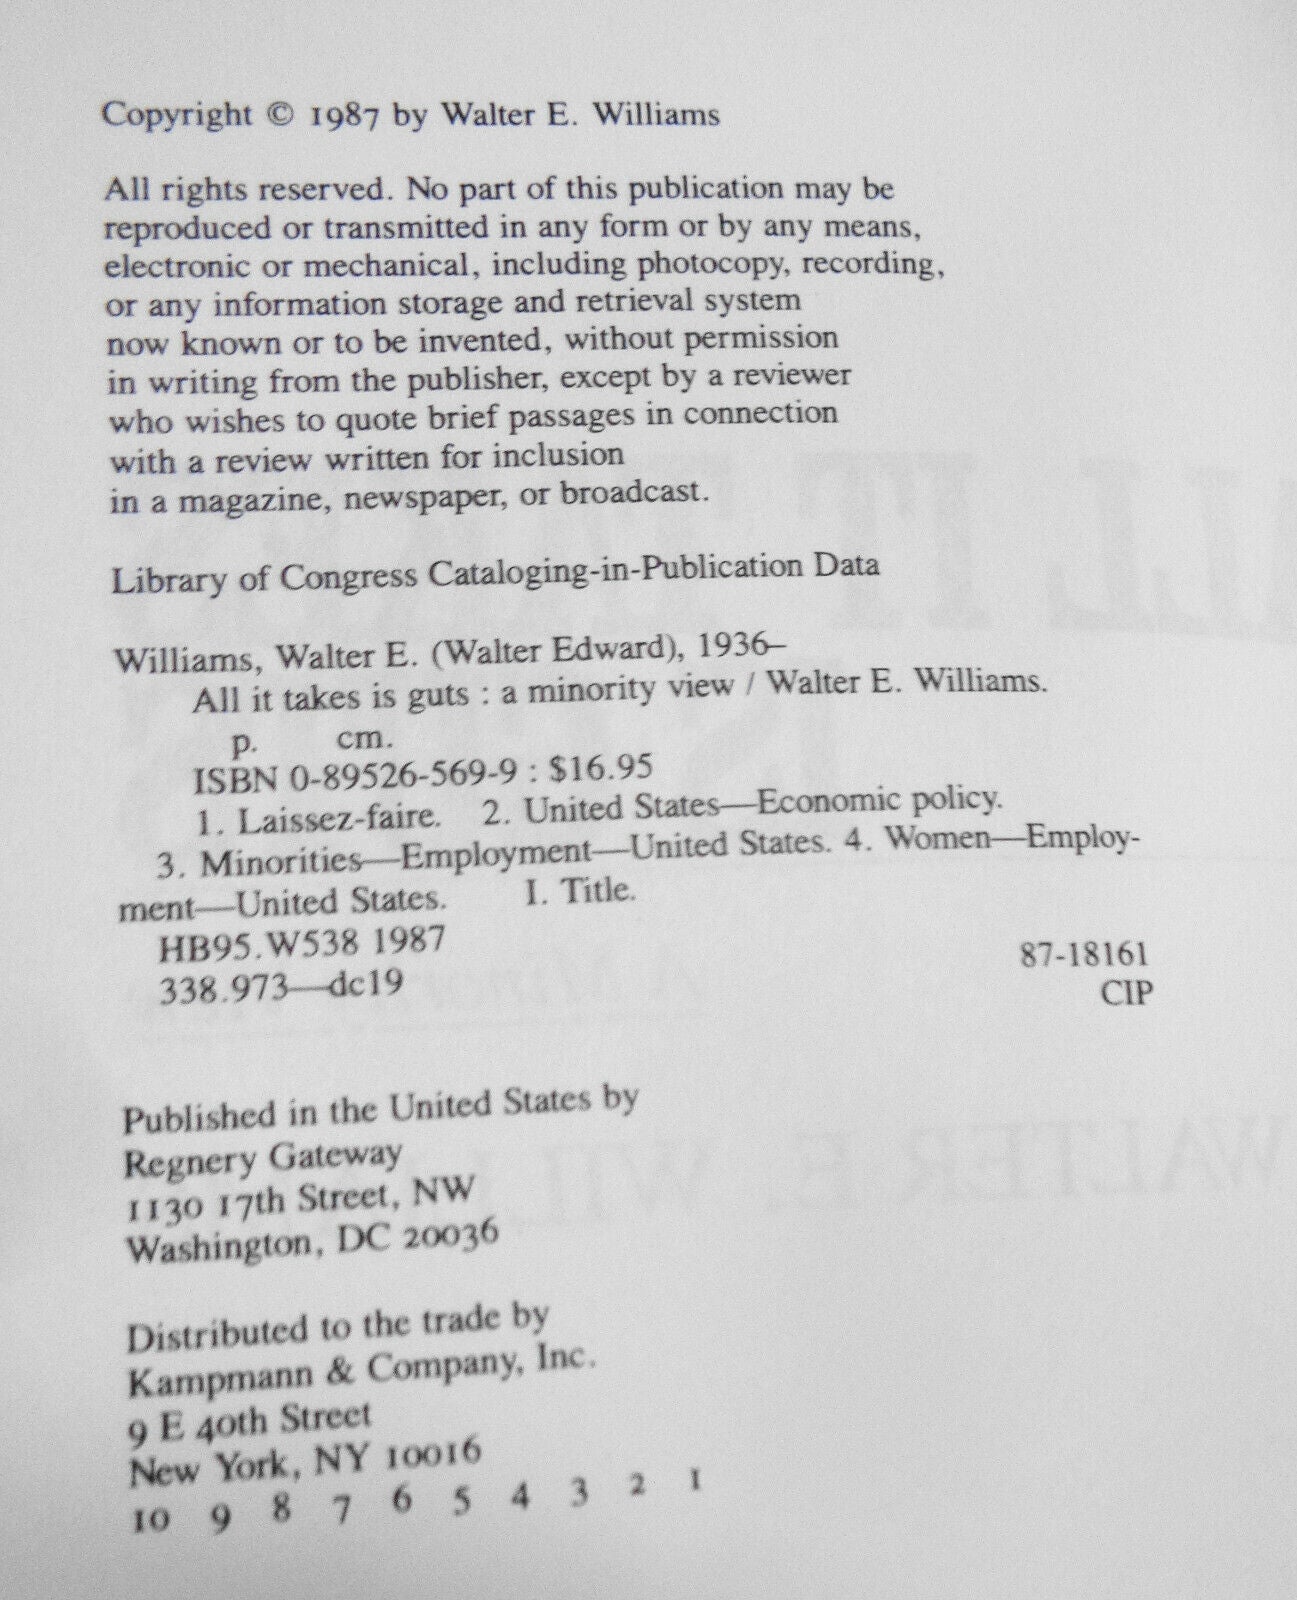 Copyright © 1987 by Walter E. Williams
All rights reserved. No part of this publication may be
reproduced or transmitted in any form or by any means,
electronic or mechanical, including photocopy, recording,
or any information storage and retrieval system
now known or to be invented, without permission
in writing from the publisher, except by a reviewer
who wishes to quote brief passages in connection
with a review written for inclusion
in a magazine, newspaper, or broadcast.
Library of Congress Cataloging-in-Publication Data
Williams, Walter E. (Walter Edward), 1936–
All it takes is guts : a minority view / Walter E. Williams.
p. cm.
ISBN 0-89526-569-9 : $16.95
1. Laissez-faire. 2. United States—Economic policy.
3. Minorities—Employment—United States. 4. Women—Employ-
ment—United States. I. Title.
HB95.W538 1987
87-18161
338.973—dc19
CIP
Published in the United States by
Regnery Gateway
1130 17th Street, NW
Washington, DC 20036
Distributed to the trade by
Kampmann & Company, Inc.
9 E 40th Street
New York, NY 10016
10 9 8 7 6 5 4 3 2 1